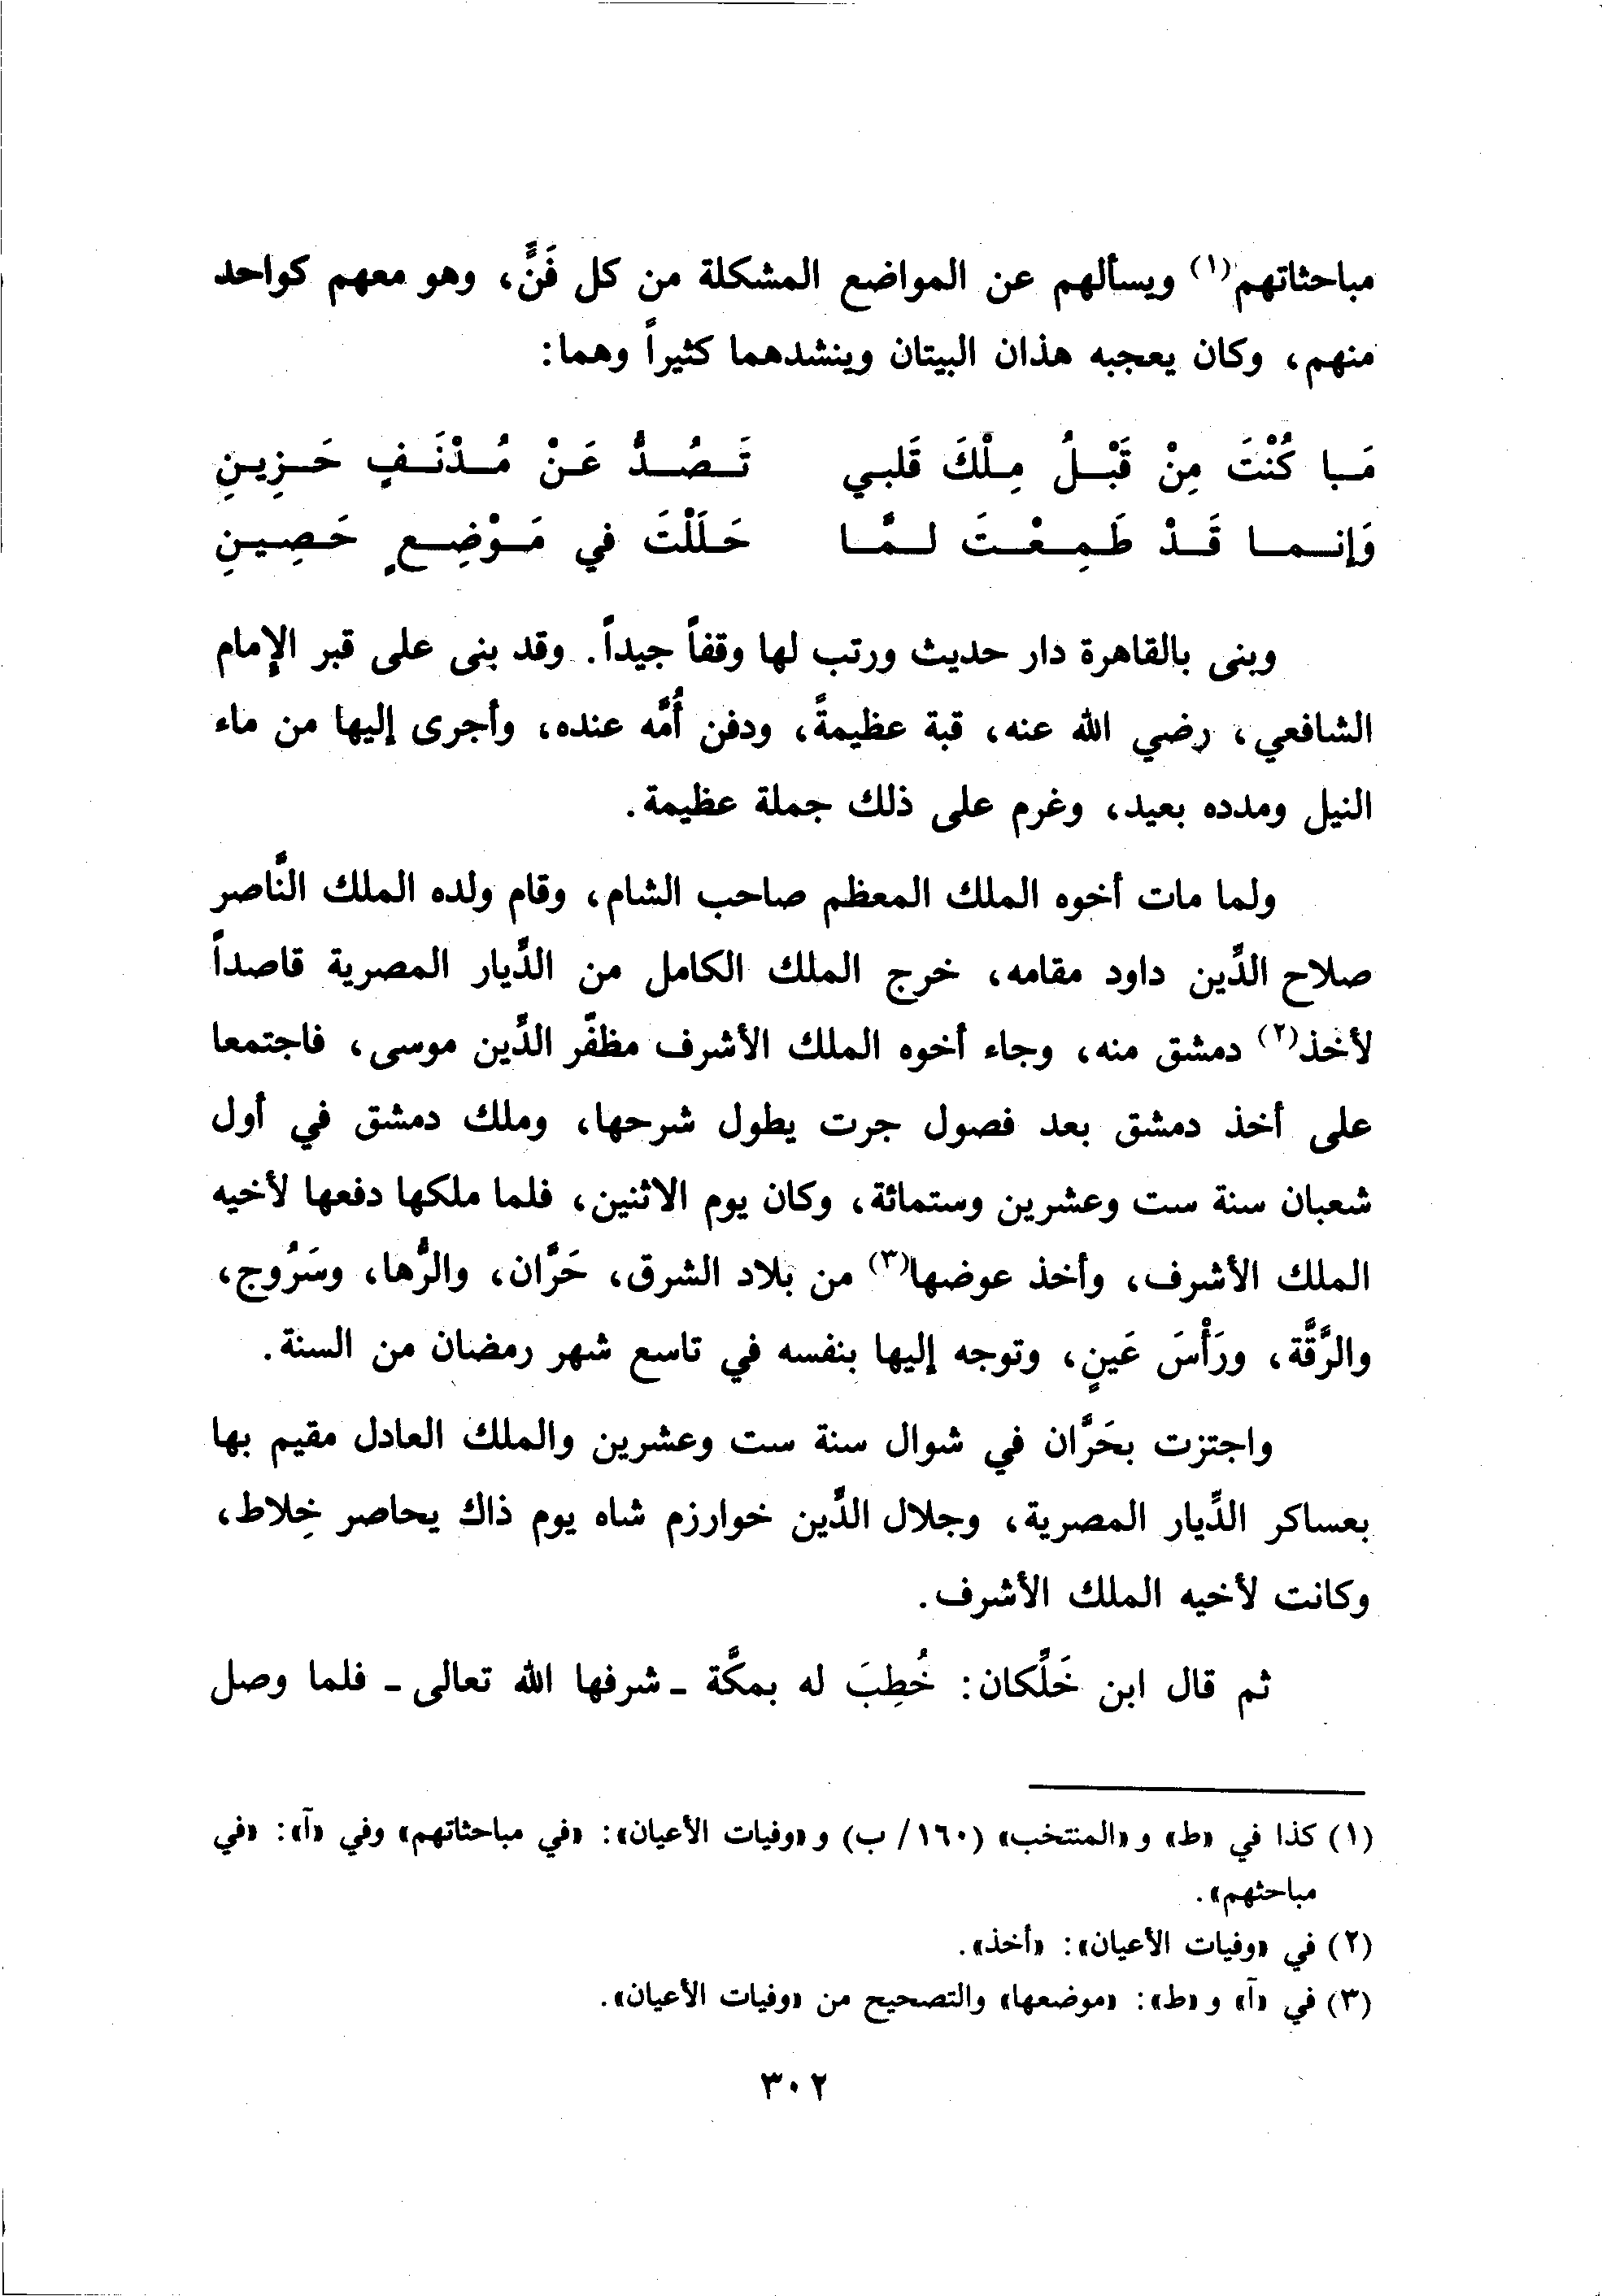 مباحثاتهم(١) ويسألهم عن المواضع المشكلة من كل فَنٍّ، وهو معهم كواحد
منهم، وكان يعجبه هذان البيتان وينشدهما كثيراً وهما:
مَـا كُنْتَ مِنْ قَبْـلُ مِـلْكَ قَلبـي تَـصُـدُّ عَـنْ مُـدْنَـفٍ حَـزِيـنِ
وَإنـمـا قَـدْ طَـمِـعْـتَ لـمَّـا حَـلَلْتَ في مَـوْضِـعٍ حَـصِـيـنِ
وبنى بالقاهرة دار حديث ورتب لها وقفاً جيداً. وقد بنى على قبر الإمام
الشافعي، رضي الله عنه، قبة عظيمةً، ودفن أُمَّه عنده، وأجرى إليها من ماء
النيل ومدده بعيد، وغرم على ذلك جملة عظيمة.
ولما مات أخوه الملك المعظم صاحب الشام، وقام ولده الملك النَّاصر
صلاح الدِّين داود مقامه، خرج الملك الكامل من الدِّيار المصرية قاصداً
لأخذ(٢) دمشق منه، وجاء أخوه الملك الأشرف مظفَّر الدِّين موسى، فاجتمعا
على أخذ دمشق بعد فصول جرت يطول شرحها، وملك دمشق في أول
شعبان سنة ست وعشرين وستمائة، وكان يوم الاثنين، فلما ملكها دفعها لأخيه
الملك الأشرف، وأخذ عوضها(٣) من بلاد الشرق، حَرَّان، والرُّها، وسَرُوج،
والرَّقَّة، ورَأْسَ عَينٍ، وتوجه إليها بنفسه في تاسع شهر رمضان من السنة.
واجتزت بحَرَّان في شوال سنة ست وعشرين والملك العادل مقيم بها
بعساكر الدِّيار المصرية، وجلال الدِّين خوارزم شاه يوم ذاك يحاصر خِلاط،
وكانت لأخيه الملك الأشرف.
ثم قال ابن خَلِّكان: خُطِبَ له بمكَّة - شرفها الله تعالى - فلما وصل
(١) كذا في «ط» و«المنتخب» (١٦٠/ ب) و«وفيات الأعيان»: «في مباحثاتهم» وفي «آ»: «في
مباحثهم».
(٢) في «وفيات الأعيان»: «أخذ».
(٣) في «آ» و«ط»: «موضعها» والتصحيح من «وفيات الأعيان».
٣٠٢